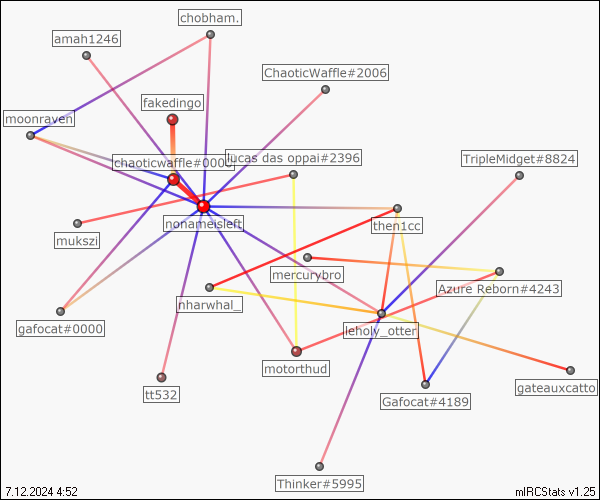 chobham.
amah1246
ChaoticWaffle#2006
fakedingo
moonraven
chaoticwaffle#0000
lucas das oppai#2396
TripleMidget#8824
mukszi
nonameisleft
then1cc
mercurybro
Azure Reborn#4243
nharwhal_
gafocat#0000
leholy_otter
motorthud
tt532
Gafocat#4189
gateauxcatto
Thinker#5995
7.12.2024 4:52
mIRCStats v1.25